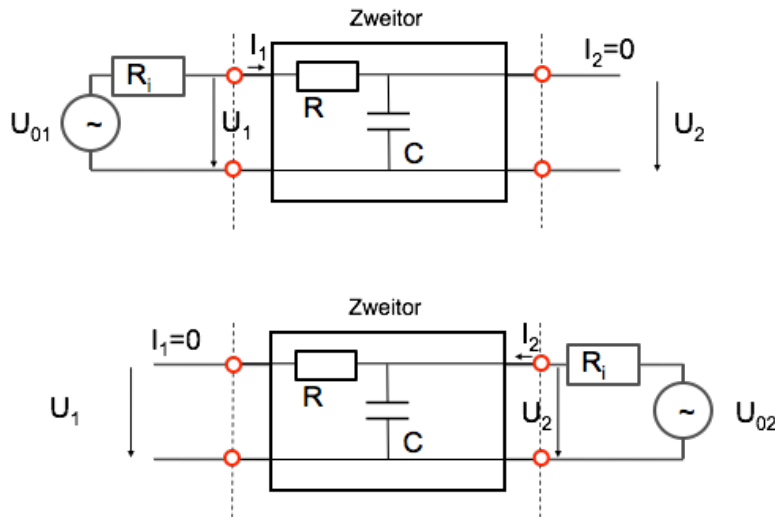 Zweitor
I₁ I₂=0
Rᵢ
U₀₁ ~ U₁ R C U₂
Zweitor
I₁=0 I₂
U₁ R C U₂ Rᵢ ~ U₀₂